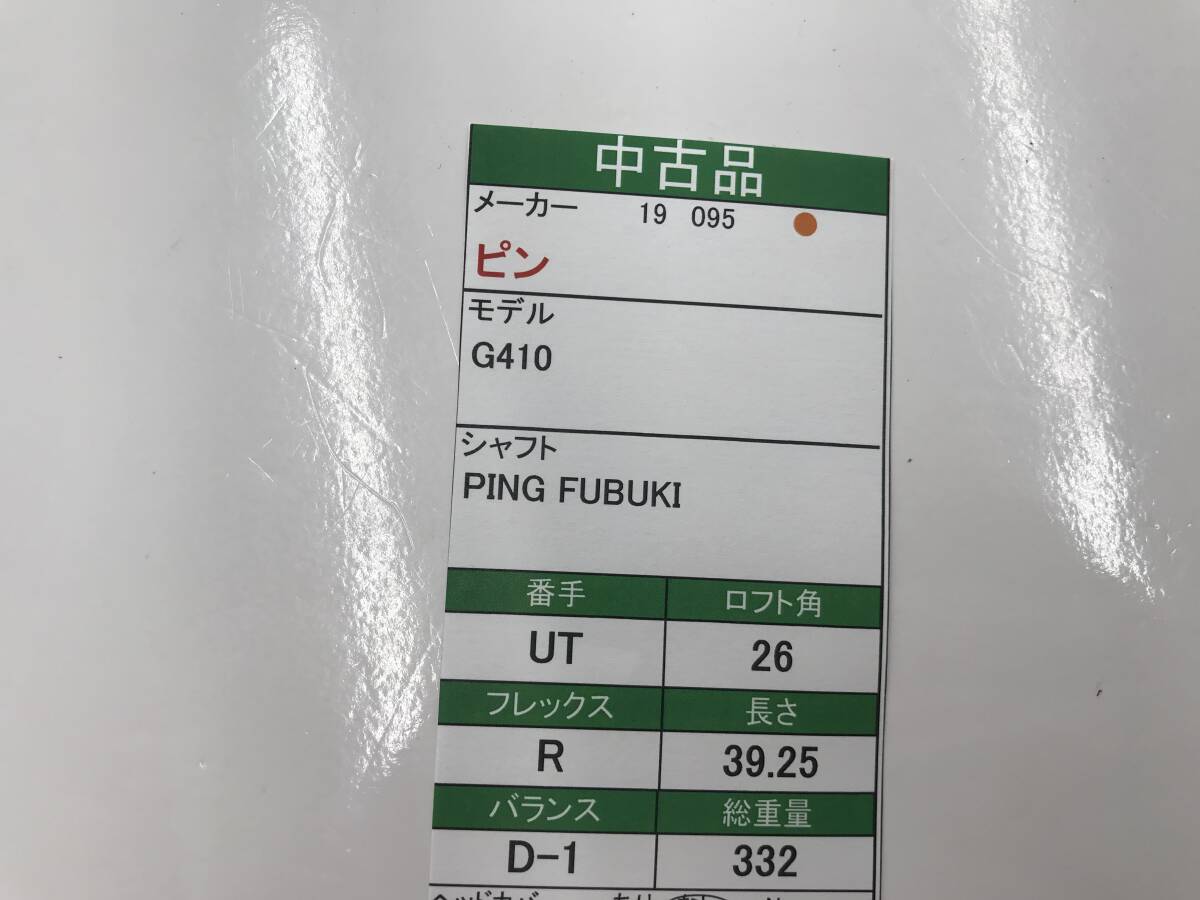 中古品
メーカー 19 095
ピン
モデル
G410
シャフト
PING FUBUKI
番手 ロフト角
UT 26
フレックス 長さ
R 39.25
バランス 総重量
D-1 332